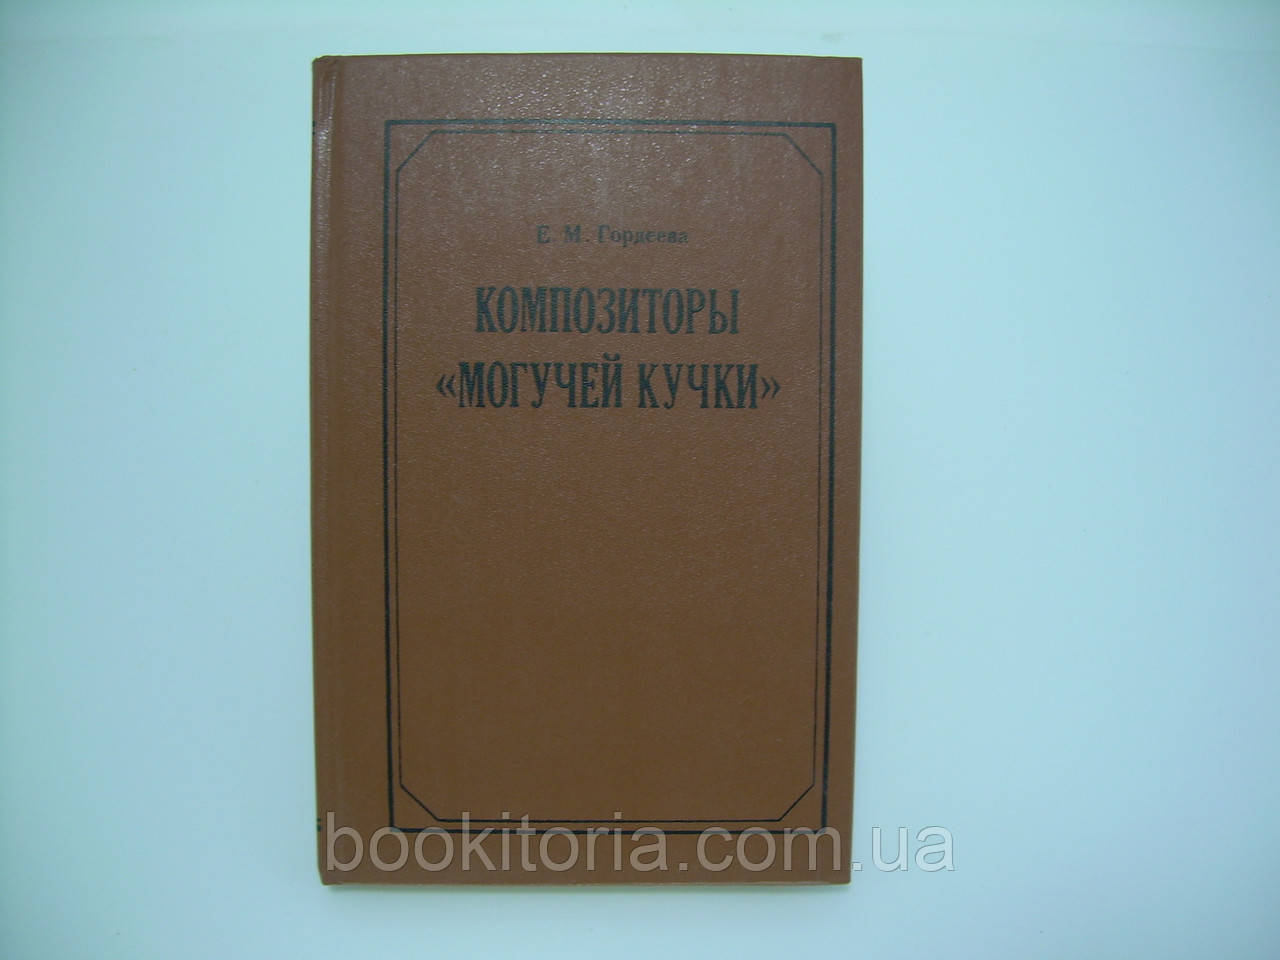 Е. М. Гордеева
КОМПОЗИТОРЫ
«МОГУЧЕЙ КУЧКИ»
bookitoria.com.ua